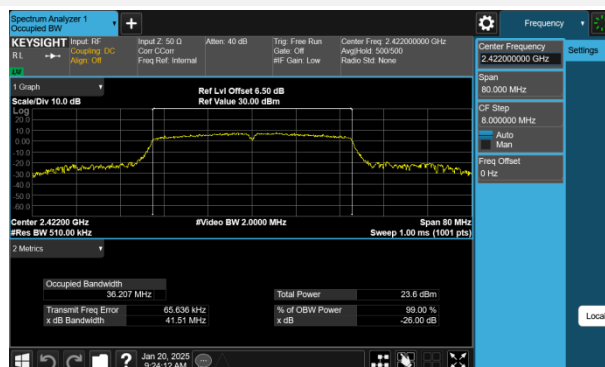 Spectrum Analyzer 1
Occupied BW
Frequency
KEYSIGHT
RL
LW
Input: RF
Coupling: DC
Align: Off
Input Z: 50 Ω
Corr CCorr
Freq Ref: Internal
Atten: 40 dB
Trig: Free Run
Gate: Off
#IF Gain: Low
Center Freq: 2.422000000 GHz
Avg|Hold: 500/500
Radio Std: None
Center Frequency
2.422000000 GHz
Settings
Span
80.000 MHz
CF Step
8.000000 MHz
Auto
Man
Freq Offset
0 Hz
Local
1 Graph
Scale/Div 10.0 dB
Ref Lvl Offset 6.50 dB
Ref Value 30.00 dBm
Log
20.0
10.0
0.00
-10.0
-20.0
-30.0
-40.0
-50.0
-60.0
Center 2.42200 GHz
#Video BW 2.0000 MHz
Span 80 MHz
#Res BW 510.00 kHz
Sweep 1.00 ms (1001 pts)
2 Metrics
Occupied Bandwidth
36.207 MHz
Total Power
23.6 dBm
Transmit Freq Error
65.636 kHz
% of OBW Power
99.00 %
x dB Bandwidth
41.51 MHz
x dB
-26.00 dB
Jan 20, 2025
9:24:12 AM